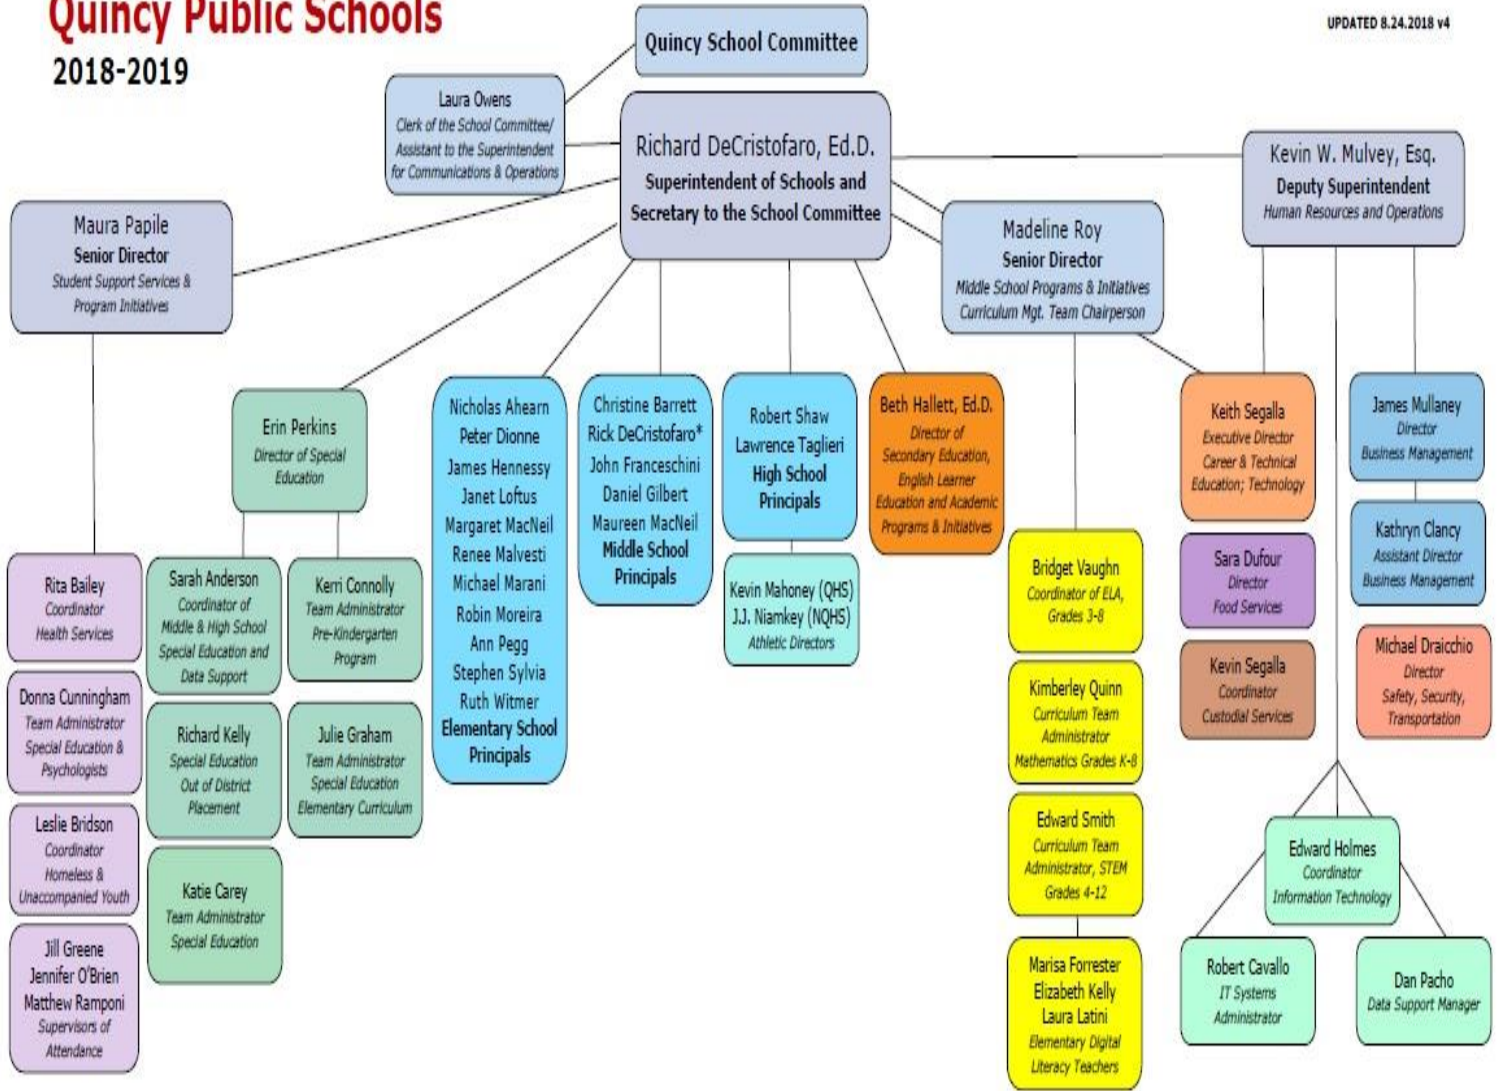 Quincy Public Schools
2018-2019
UPDATED 8.24.2018 v4
Quincy School Committee
Laura Owens
Clerk of the School Committee/
Assistant to the Superintendent
for Communications & Operations
Richard DeCristofaro, Ed.D.
Superintendent of Schools and
Secretary to the School Committee
Kevin W. Mulvey, Esq.
Deputy Superintendent
Human Resources and Operations
Maura Papile
Senior Director
Student Support Services &
Program Initiatives
Madeline Roy
Senior Director
Middle School Programs & Initiatives
Curriculum Mgt. Team Chairperson
Erin Perkins
Director of Special
Education
Nicholas Ahearn
Peter Dionne
James Hennessy
Janet Loftus
Margaret MacNeil
Renee Malvesti
Michael Marani
Robin Moreira
Ann Pegg
Stephen Sylvia
Ruth Witmer
Elementary School
Principals
Christine Barrett
Rick DeCristofaro*
John Franceschini
Daniel Gilbert
Maureen MacNeil
Middle School
Principals
Robert Shaw
Lawrence Taglieri
High School
Principals
Kevin Mahoney (QHS)
J.J. Niamkey (NQHS)
Athletic Directors
Beth Hallett, Ed.D.
Director of
Secondary Education,
English Learner
Education and Academic
Programs & Initiatives
Keith Segalla
Executive Director
Career & Technical
Education; Technology
James Mullaney
Director
Business Management
Kathryn Clancy
Assistant Director
Business Management
Rita Bailey
Coordinator
Health Services
Sarah Anderson
Coordinator of
Middle & High School
Special Education and
Data Support
Kerri Connolly
Team Administrator
Pre-Kindergarten
Program
Bridget Vaughn
Coordinator of ELA,
Grades 3-8
Sara Dufour
Director
Food Services
Michael Draicchio
Director
Safety, Security,
Transportation
Donna Cunningham
Team Administrator
Special Education &
Psychologists
Richard Kelly
Special Education
Out of District
Placement
Julie Graham
Team Administrator
Special Education
Elementary Curriculum
Kimberley Quinn
Curriculum Team
Administrator
Mathematics Grades K-8
Kevin Segalla
Coordinator
Custodial Services
Leslie Bridson
Coordinator
Homeless &
Unaccompanied Youth
Katie Carey
Team Administrator
Special Education
Edward Smith
Curriculum Team
Administrator, STEM
Grades 4-12
Edward Holmes
Coordinator
Information Technology
Jill Greene
Jennifer O'Brien
Matthew Ramponi
Supervisors of
Attendance
Marisa Forrester
Elizabeth Kelly
Laura Latini
Elementary Digital
Literacy Teachers
Robert Cavallo
IT Systems
Administrator
Dan Pacho
Data Support Manager